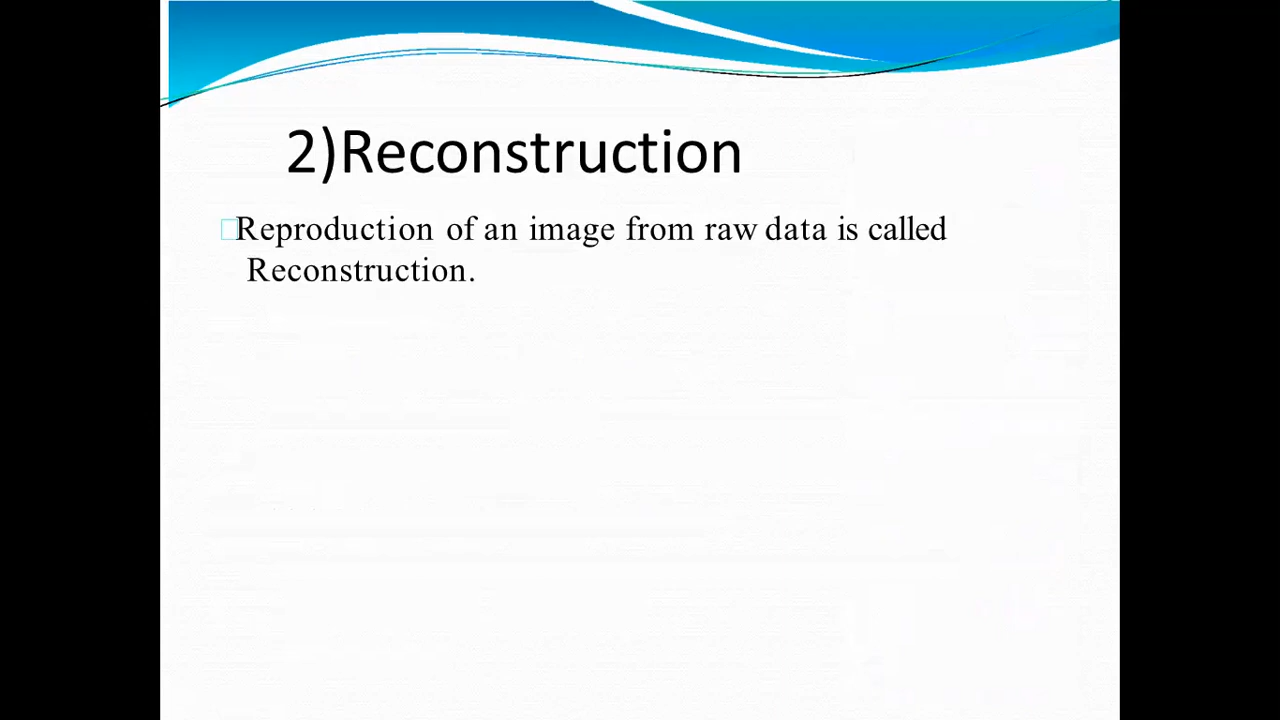 2)Reconstruction
Reproduction of an image from raw data is called
Reconstruction.